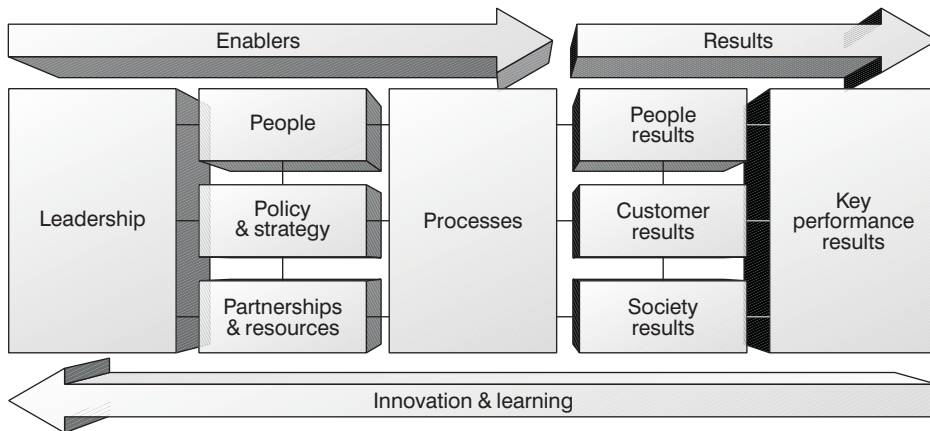 Enablers
Results
Leadership
People
Policy
& strategy
Partnerships
& resources
Processes
People
results
Customer
results
Society
results
Key
performance
results
Innovation & learning